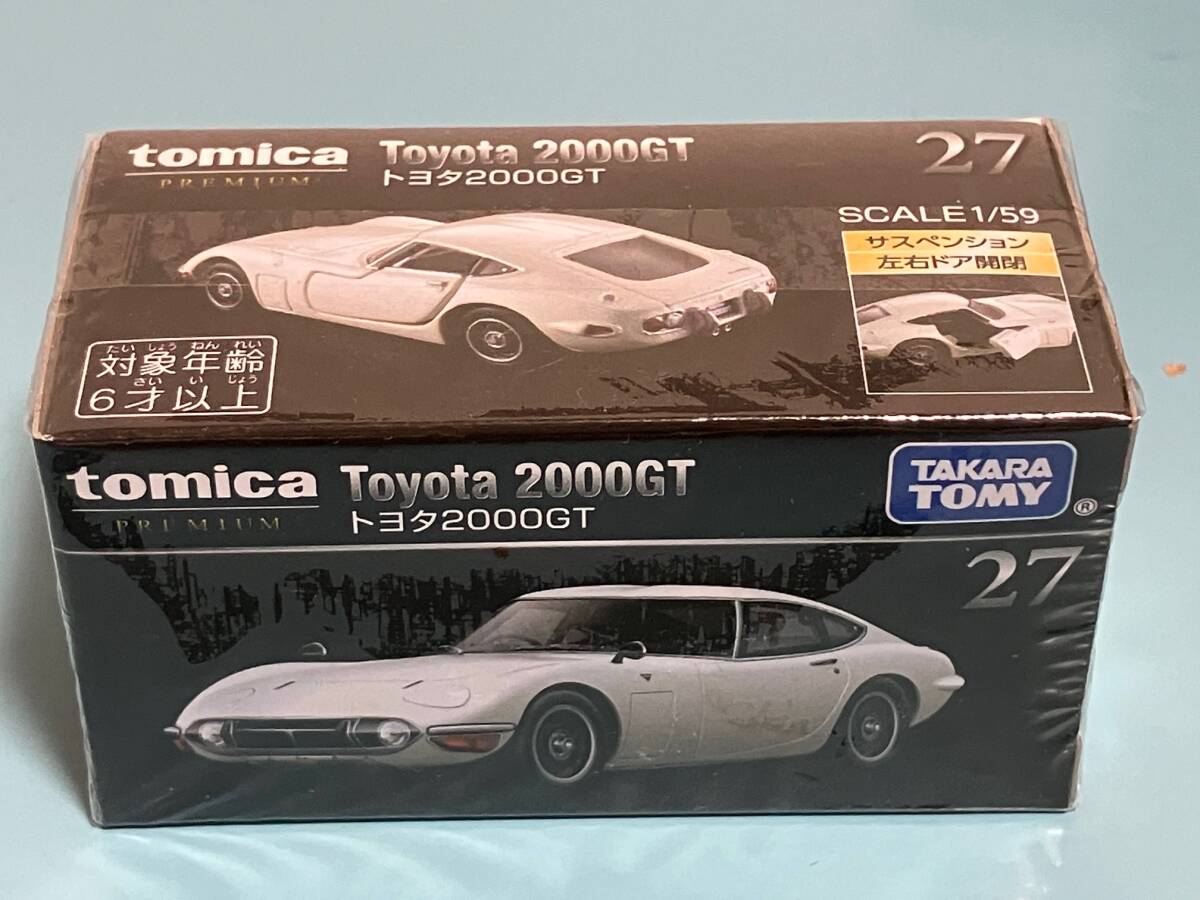 tomica
PREMIUM
Toyota 2000GT
トヨタ2000GT
27
SCALE1/59
サスペンション
左右ドア開閉
たいしょうねんれい
対象年齢
さいいじょう
6才以上
tomica
PREMIUM
Toyota 2000GT
トヨタ2000GT
TAKARA
TOMY
®
27